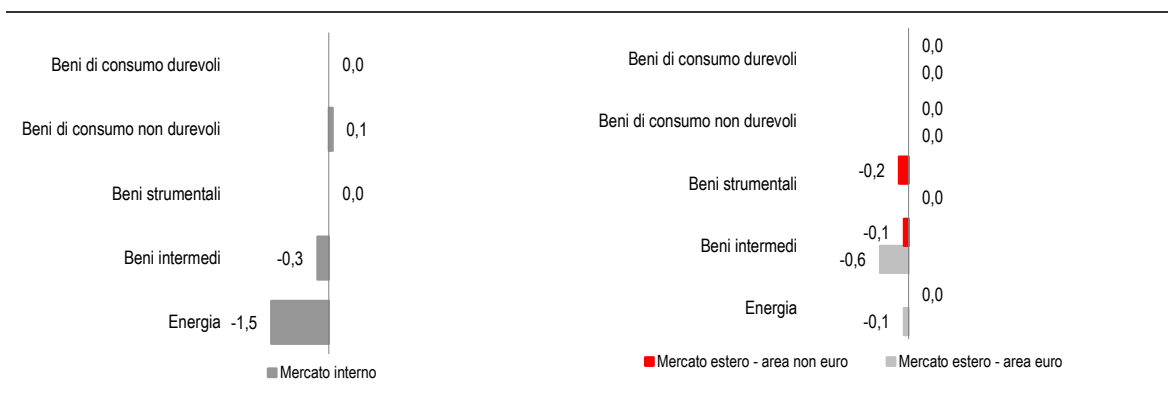 Beni di consumo durevoli 0,0
Beni di consumo non durevoli 0,1
Beni strumentali 0,0
Beni intermedi -0,3
Energia -1,5
Mercato interno
0,0
Beni di consumo durevoli
0,0
0,0
Beni di consumo non durevoli
0,0
-0,2
Beni strumentali
0,0
-0,1
Beni intermedi
-0,6
0,0
Energia
-0,1
Mercato estero - area non euro Mercato estero - area euro